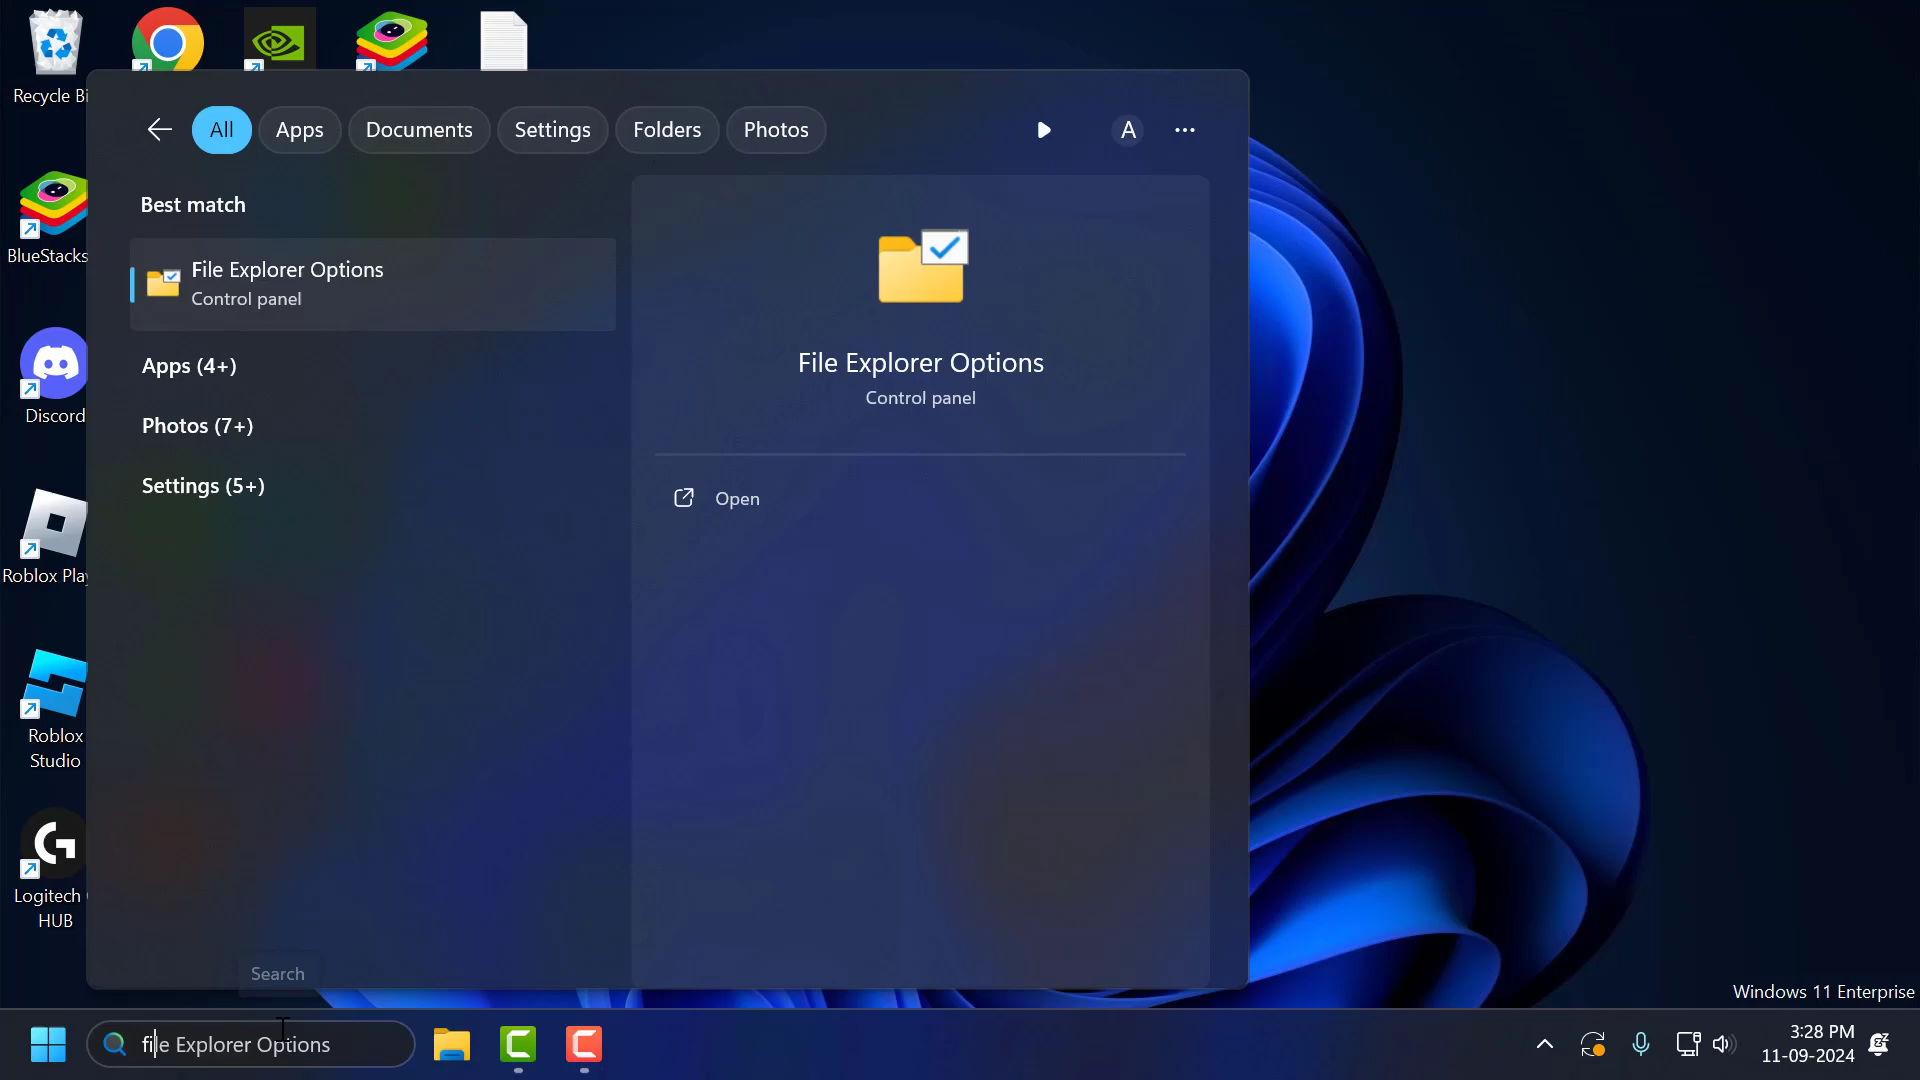 Recycle Bi
BlueStacks
Discord
Roblox Play
Roblox
Studio
Logitech
HUB
All
Apps
Documents
Settings
Folders
Photos
A
Best match
File Explorer Options
Control panel
Apps (4+)
Photos (7+)
Settings (5+)
File Explorer Options
Control panel
Open
Search
Windows 11 Enterprise
file Explorer Options
3:28 PM
11-09-2024